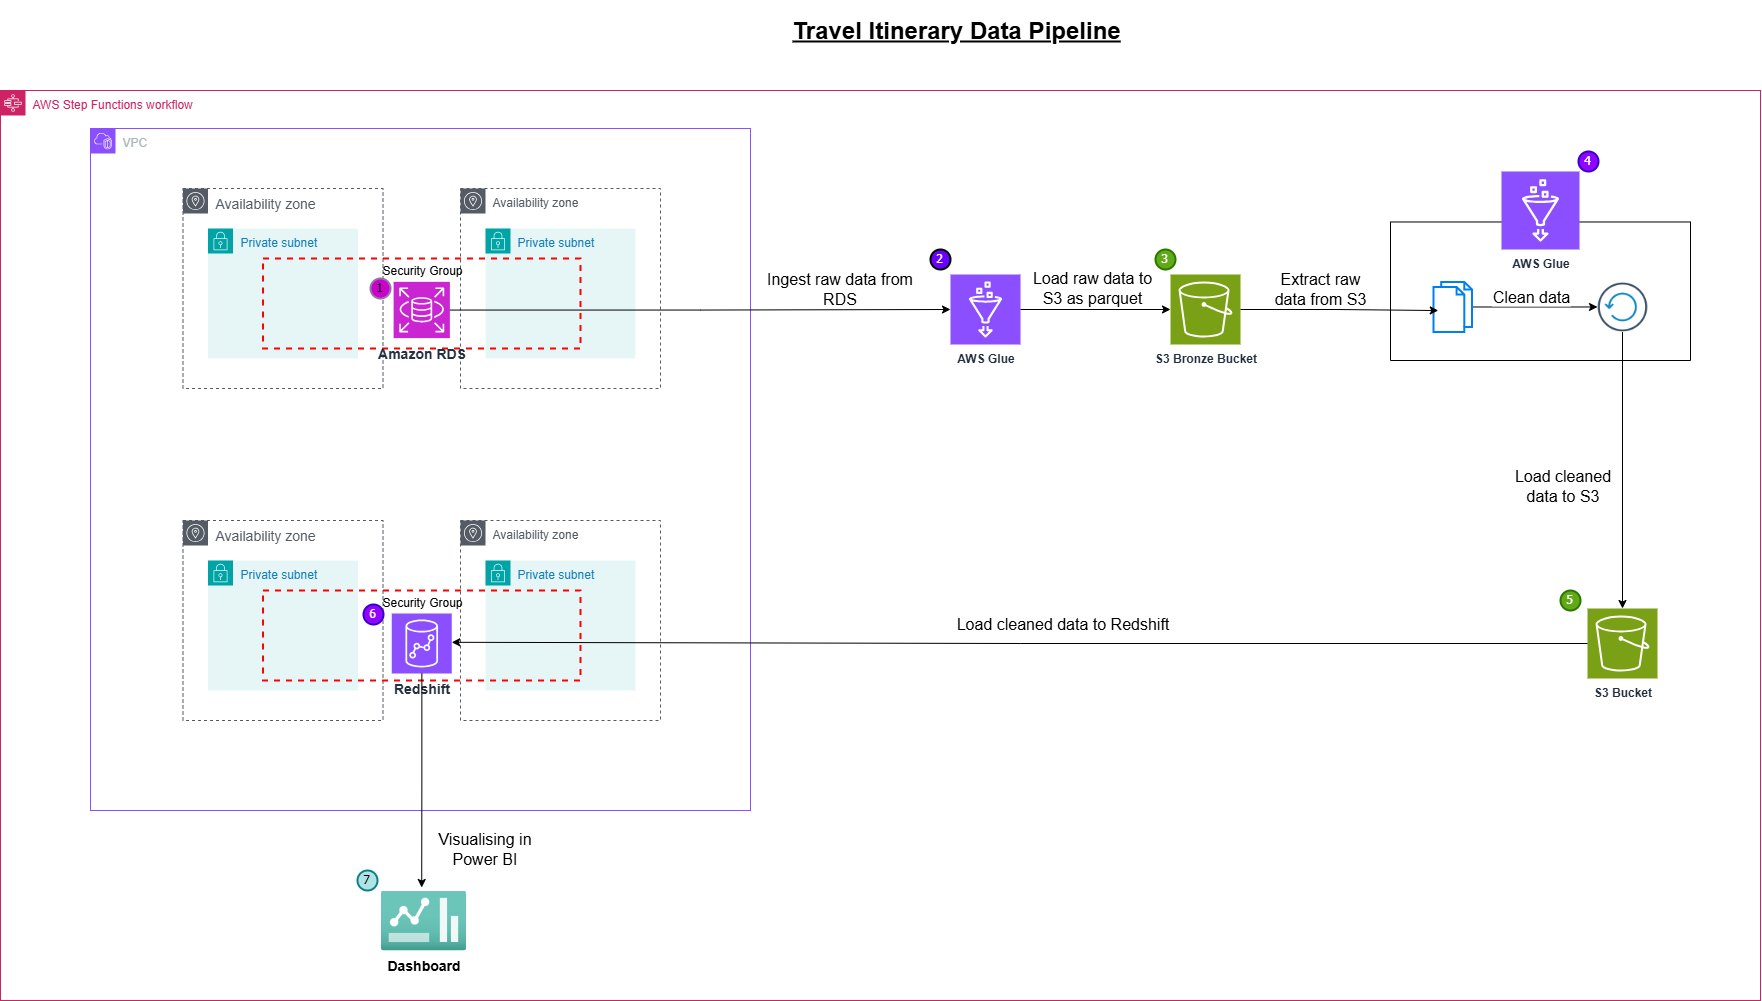 Travel Itinerary Data Pipeline
AWS Step Functions workflow
VPC
Availability zone
Private subnet
Availability zone
Private subnet
Security Group
1
Amazon RDS
Ingest raw data from
RDS
2
AWS Glue
Load raw data to
S3 as parquet
3
S3 Bronze Bucket
Extract raw
data from S3
4
AWS Glue
Clean data
Load cleaned
data to S3
5
S3 Bucket
Load cleaned data to Redshift
Availability zone
Private subnet
Availability zone
Private subnet
Security Group
6
Redshift
Visualising in
Power BI
7
Dashboard